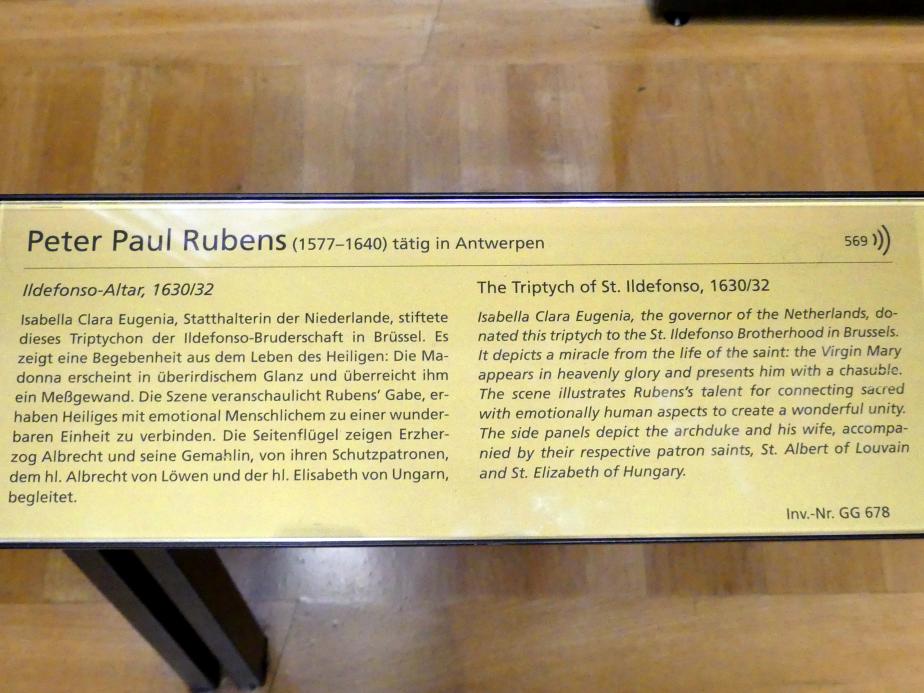 Peter Paul Rubens (1577–1640) tätig in Antwerpen
569
Ildefonso-Altar, 1630/32
Isabella Clara Eugenia, Statthalterin der Niederlande, stiftete
dieses Triptychon der Ildefonso-Bruderschaft in Brüssel. Es
zeigt eine Begebenheit aus dem Leben des Heiligen: Die Ma-
donna erscheint in überirdischem Glanz und überreicht ihm
ein Meßgewand. Die Szene veranschaulicht Rubens’ Gabe, er-
haben Heiliges mit emotional Menschlichem zu einer wunder-
baren Einheit zu verbinden. Die Seitenflügel zeigen Erzher-
zog Albrecht und seine Gemahlin, von ihren Schutzpatronen,
dem hl. Albrecht von Löwen und der hl. Elisabeth von Ungarn,
begleitet.
The Triptych of St. Ildefonso, 1630/32
Isabella Clara Eugenia, the governor of the Netherlands, do-
nated this triptych to the St. Ildefonso Brotherhood in Brussels.
It depicts a miracle from the life of the saint: the Virgin Mary
appears in heavenly glory and presents him with a chasuble.
The scene illustrates Rubens's talent for connecting sacred
with emotionally human aspects to create a wonderful unity.
The side panels depict the archduke and his wife, accompa-
nied by their respective patron saints, St. Albert of Louvain
and St. Elizabeth of Hungary.
Inv.-Nr. GG 678